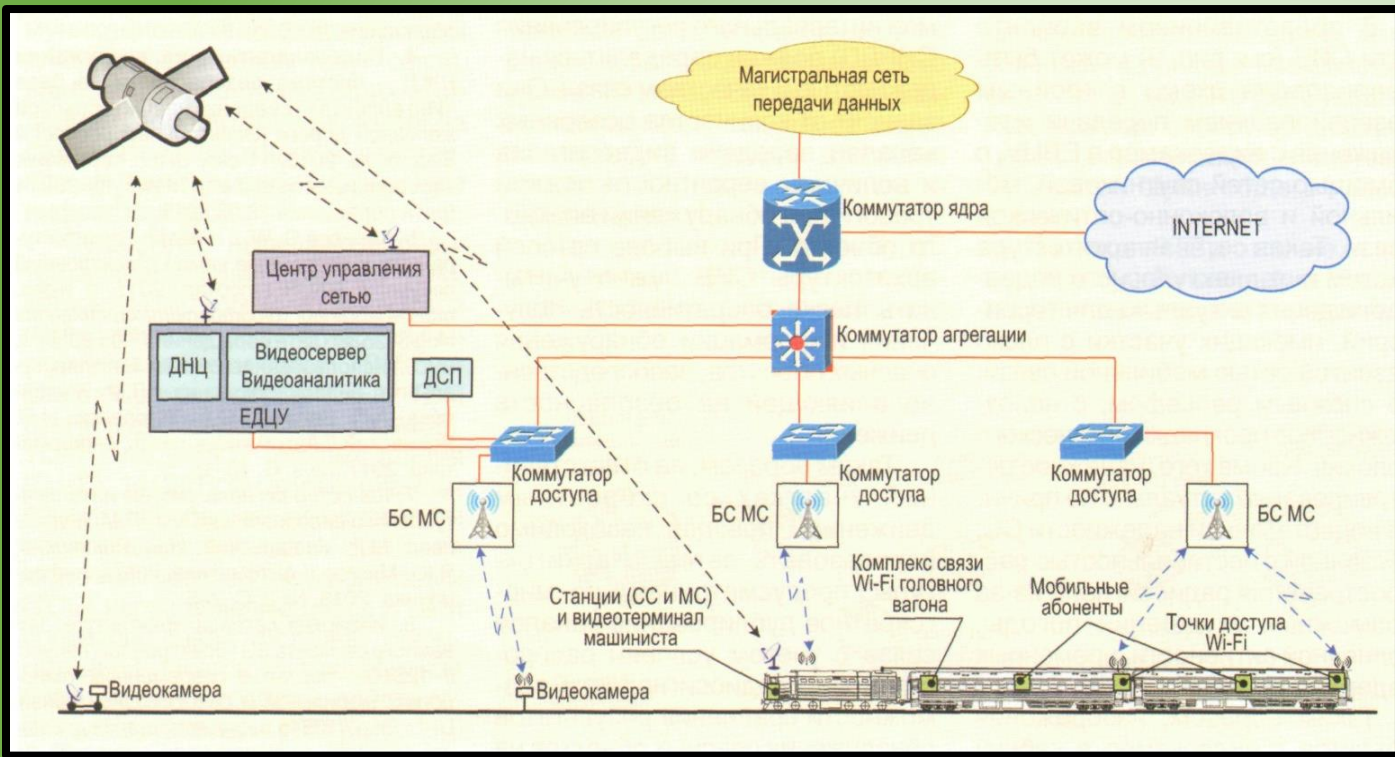 Магистральная сеть
передачи данных
Коммутатор ядра
INTERNET
Центр управления
сетью
Коммутатор агрегации
ДНЦ
Видеосервер
Видеоаналитика
ЕДЦУ
ДСП
Коммутатор
доступа
Коммутатор
доступа
Коммутатор
доступа
БС МС
БС МС
БС МС
Комплекс связи
Wi-Fi головного
вагона
Мобильные
абоненты
Точки доступа
Wi-Fi
Станции (СС и МС)
и видеотерминал
машиниста
Видеокамера
Видеокамера